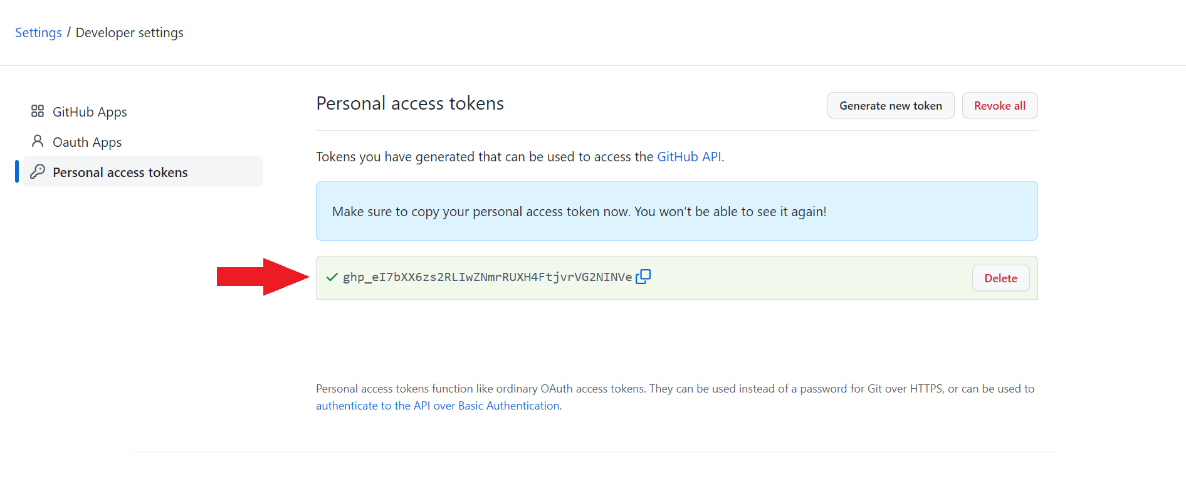 Settings / Developer settings
GitHub Apps
Oauth Apps
Personal access tokens
Personal access tokens
Generate new token
Revoke all
Tokens you have generated that can be used to access the GitHub API.
Make sure to copy your personal access token now. You won't be able to see it again!
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
Delete
Personal access tokens function like ordinary OAuth access tokens. They can be used instead of a password for Git over HTTPS, or can be used to
authenticate to the API over Basic Authentication.